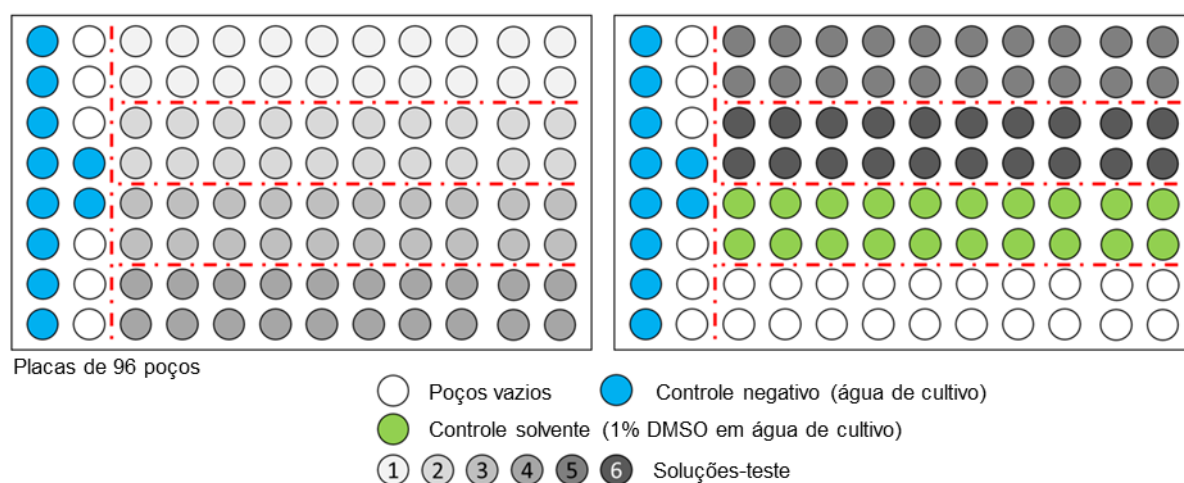 Placas de 96 poços
Poços vazios Controle negativo (água de cultivo)
Controle solvente (1% DMSO em água de cultivo)
1 2 3 4 5 6 Soluções-teste